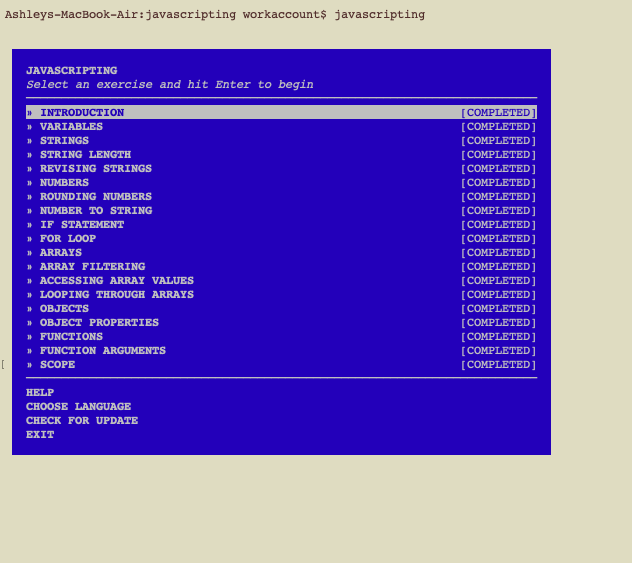 Ashleys-MacBook-Air:javascripting workaccount$ javascripting
JAVASCRIPTING
Select an exercise and hit Enter to begin
» INTRODUCTION [COMPLETED]
» VARIABLES [COMPLETED]
» STRINGS [COMPLETED]
» STRING LENGTH [COMPLETED]
» REVISING STRINGS [COMPLETED]
» NUMBERS [COMPLETED]
» ROUNDING NUMBERS [COMPLETED]
» NUMBER TO STRING [COMPLETED]
» IF STATEMENT [COMPLETED]
» FOR LOOP [COMPLETED]
» ARRAYS [COMPLETED]
» ARRAY FILTERING [COMPLETED]
» ACCESSING ARRAY VALUES [COMPLETED]
» LOOPING THROUGH ARRAYS [COMPLETED]
» OBJECTS [COMPLETED]
» OBJECT PROPERTIES [COMPLETED]
» FUNCTIONS [COMPLETED]
» FUNCTION ARGUMENTS [COMPLETED]
[ » SCOPE [COMPLETED]
HELP
CHOOSE LANGUAGE
CHECK FOR UPDATE
EXIT